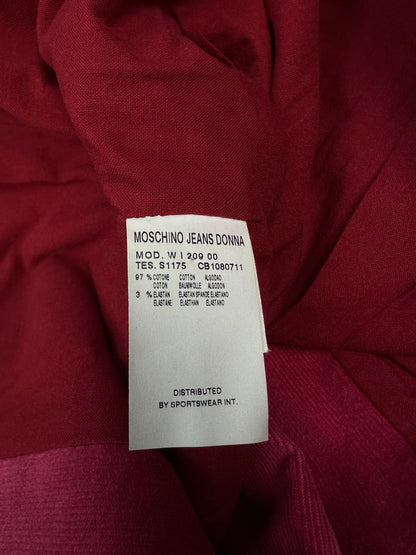 MOSCHINO JEANS DONNA
MOD. W I 209 00
TES. S1175 CB1080711
97 % COTONE COTTON ALGODAO
COTON BAUMWOLLE ALGODON
3 % ELASTAN ELASTAN SPANDE ELASTANO
ELASTANE ELASTHAN ELASTANO
DISTRIBUTED
BY SPORTSWEAR INT.